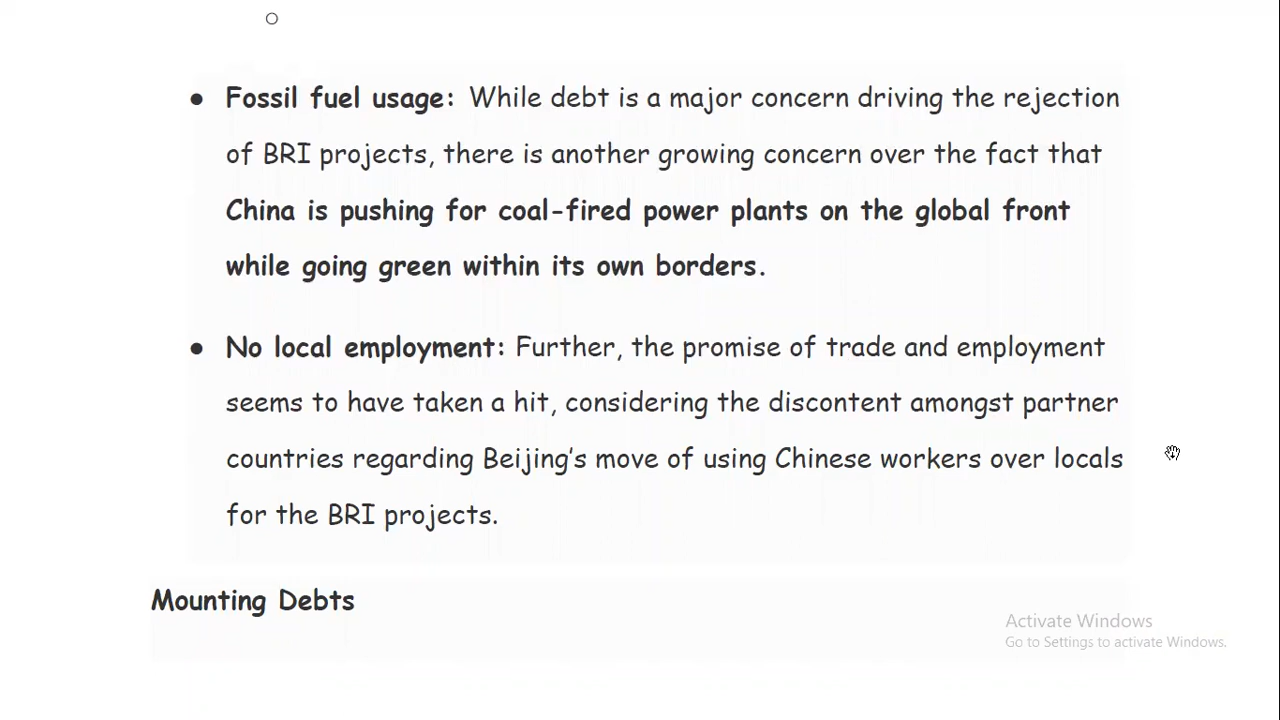 ● Fossil fuel usage: While debt is a major concern driving the rejection
of BRI projects, there is another growing concern over the fact that
China is pushing for coal-fired power plants on the global front
while going green within its own borders.
● No local employment: Further, the promise of trade and employment
seems to have taken a hit, considering the discontent amongst partner
countries regarding Beijing's move of using Chinese workers over locals
for the BRI projects.
Mounting Debts
Activate Windows
Go to Settings to activate Windows.